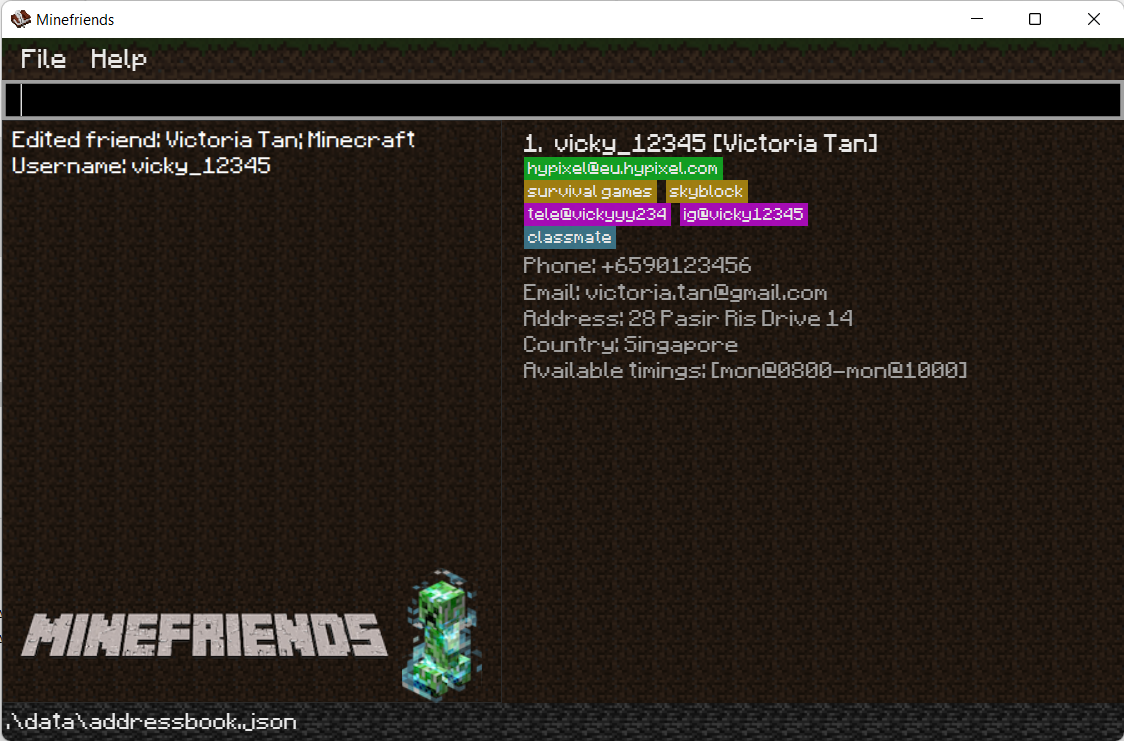 Minefriends
File Help
Edited friend: Victoria Tan; Minecraft
Username: vicky_12345
1. vicky_12345 [Victoria Tan]
hypixel@eu.hypixel.com
survival games skyblock
tele@vickyyy234 ig@vicky12345
classmate
Phone: +6590123456
Email: victoria.tan@gmail.com
Address: 28 Pasir Ris Drive 14
Country: Singapore
Available timings: [mon@0800-mon@1000]
MINEFRIENDS
.\data\addressbook.json